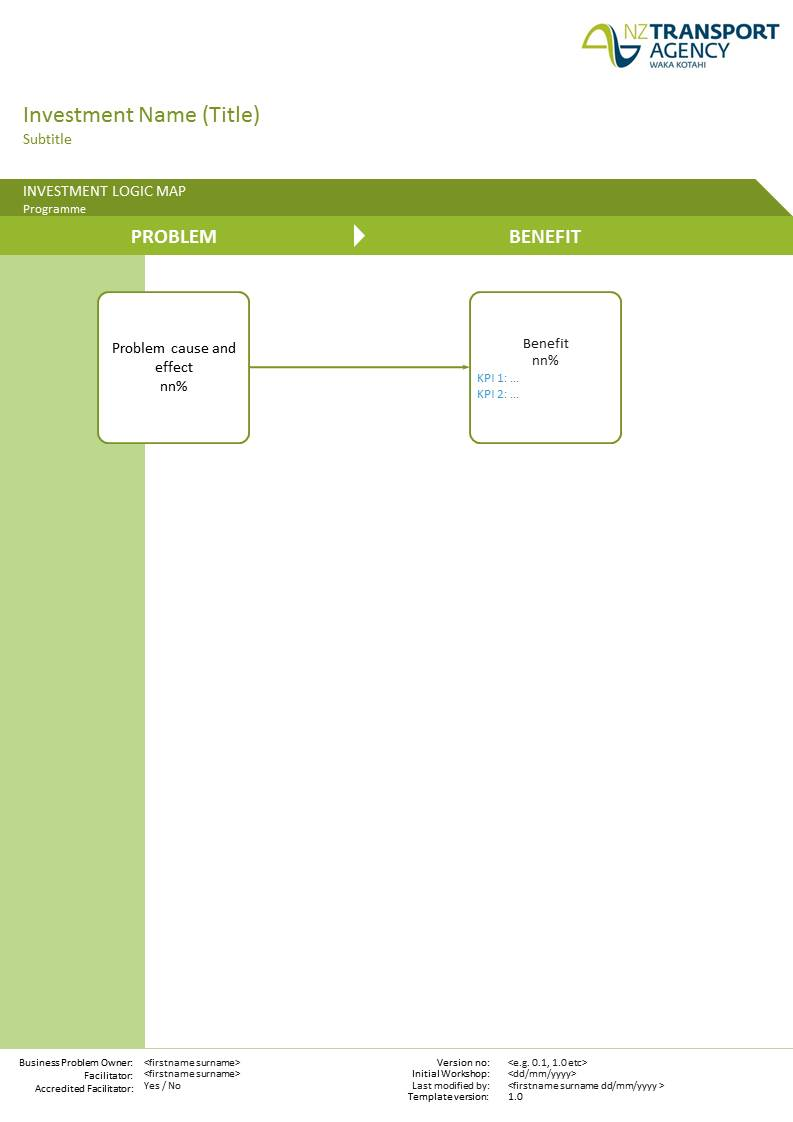 NZTRANSPORT
AGENCY
WAKA KOTAHI
Investment Name (Title)
Subtitle
INVESTMENT LOGIC MAP
Programme
PROBLEM
BENEFIT
Problem cause and
effect
nn%
Benefit
nn%
KPI 1: ...
KPI 2: ...
Business Problem Owner: <firstname surname>
Facilitator: <firstname surname>
Accredited Facilitator: Yes / No
Version no: <e.g. 0.1, 1.0 etc>
Initial Workshop: <dd/mm/yyyy>
Last modified by: <firstname surname dd/mm/yyyy >
Template version: 1.0